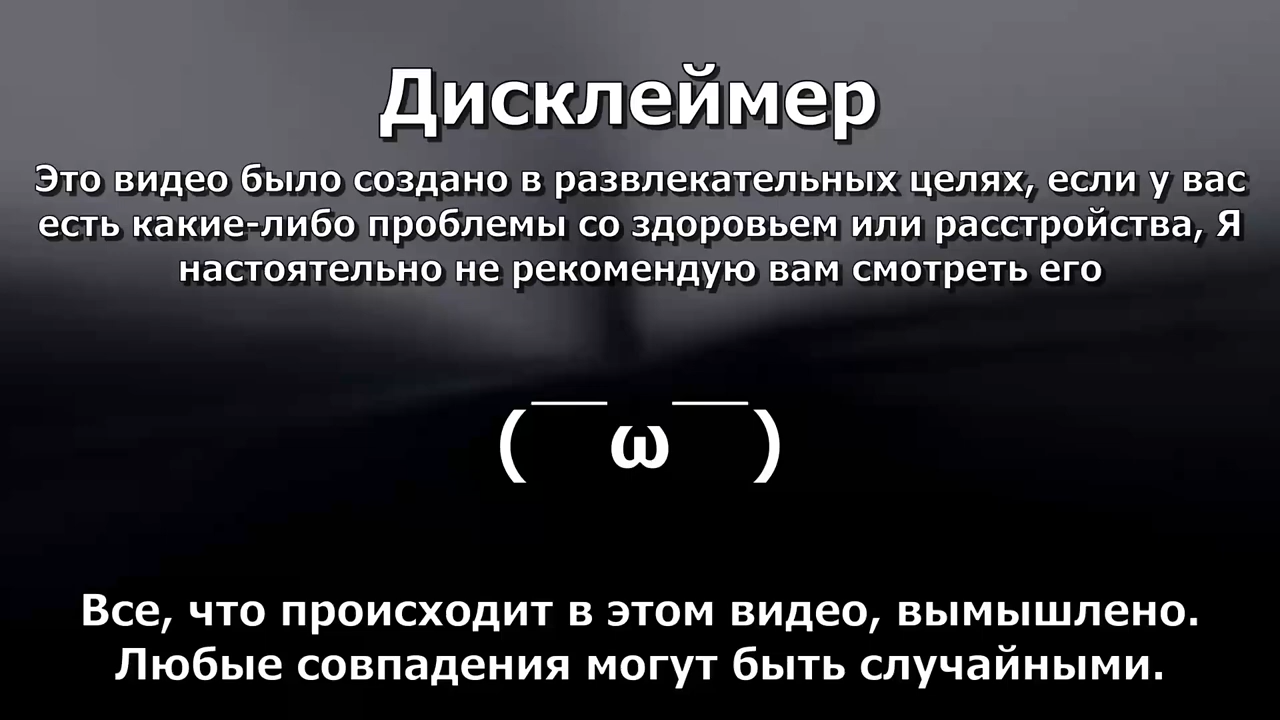 Дисклеймер
Это видео было создано в развлекательных целях, если у вас
есть какие-либо проблемы со здоровьем или расстройства, Я
настоятельно не рекомендую вам смотреть его
(￣ω￣)
Все, что происходит в этом видео, вымышлено.
Любые совпадения могут быть случайными.